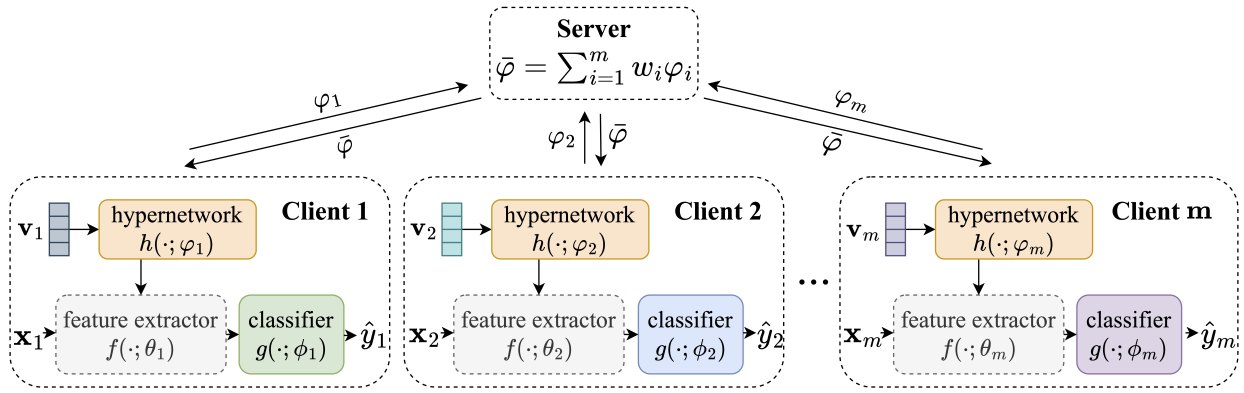 Server
φ̄ = ∑ᵢ₌₁ᵐ wᵢφᵢ
φ₁
φ̄
φ₂
φ̄
φₘ
φ̄
Client 1
v₁
hypernetwork
h(·; φ₁)
x₁
feature extractor
f(·; θ₁)
classifier
g(·; ϕ₁)
ŷ₁
Client 2
v₂
hypernetwork
h(·; φ₂)
x₂
feature extractor
f(·; θ₂)
classifier
g(·; ϕ₂)
ŷ₂
...
Client m
vₘ
hypernetwork
h(·; φₘ)
xₘ
feature extractor
f(·; θₘ)
classifier
g(·; ϕₘ)
ŷₘ